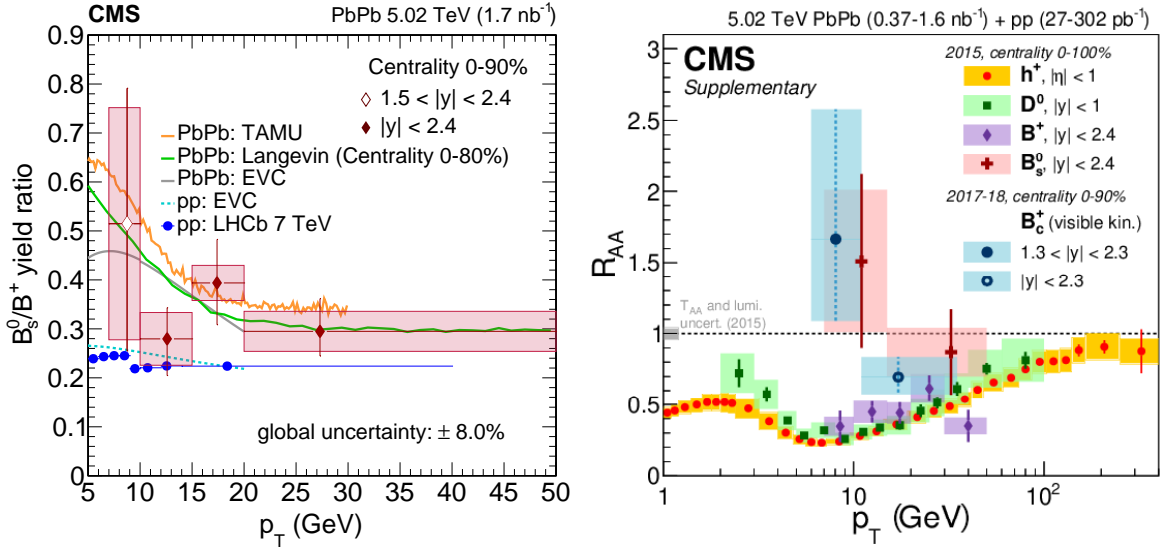 CMS
PbPb 5.02 TeV (1.7 nb⁻¹)
B⁰ₛ/B⁺ yield ratio
0.9
0.8
0.7
0.6
0.5
0.4
0.3
0.2
0.1
0
Centrality 0-90%
1.5 < |y| < 2.4
|y| < 2.4
PbPb: TAMU
PbPb: Langevin (Centrality 0-80%)
PbPb: EVC
pp: EVC
pp: LHCb 7 TeV
global uncertainty: ± 8.0%
5 10 15 20 25 30 35 40 45 50
p_T (GeV)
5.02 TeV PbPb (0.37-1.6 nb⁻¹) + pp (27-302 pb⁻¹)
CMS
Supplementary
R_AA
3
2.5
2
1.5
1
0.5
0
2015, centrality 0-100%
h⁺, |η| < 1
D⁰, |y| < 1
B⁺, |y| < 2.4
B⁰ₛ, |y| < 2.4
2017-18, centrality 0-90%
B⁺_c (visible kin.)
1.3 < |y| < 2.3
|y| < 2.3
T_AA and lumi.
uncert. (2015)
1 10 10²
p_T (GeV)